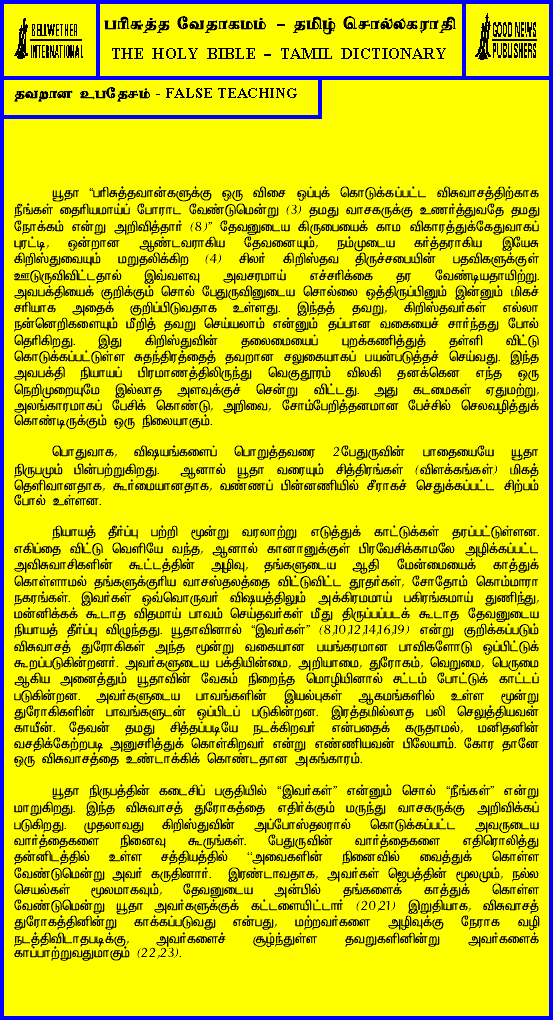 BELLWETHER
INTERNATIONAL
பரிசுத்த வேதாகமம் – தமிழ் சொல்லகராதி
THE HOLY BIBLE – TAMIL DICTIONARY
GOOD NEWS
PUBLISHERS
தவறான உபதேசம் - FALSE TEACHING
யூதா “பரிசுத்தவான்களுக்கு ஒரு விசை ஒப்புக் கொடுக்கப்பட்ட விசுவாசத்திற்காக
நீங்கள் தைரியமாய்ப் போராட வேண்டுமென்று (3) தமது வாசகருக்கு உணர்த்துவதே தமது
நோக்கம் என்று அறிவித்தார் (8)” தேவனுடைய கிருபையைக் காம விகாரத்துக்கேதுவாகப்
புரட்டி, ஒன்றான ஆண்டவராகிய தேவனையும், நம்முடைய கர்த்தராகிய இயேசு
கிறிஸ்துவையும் மறுதலிக்கிற (4) சிலர் கிறிஸ்தவ திருச்சபையின் பதவிகளுக்குள்
ஊடுருவிவிட்டதால் இவ்வளவு அவசரமாய் எச்சரிக்கை தர வேண்டியதாயிற்று.
அவபக்தியைக் குறிக்கும் சொல் பேதுருவினுடைய சொல்லை ஒத்திருப்பினும் இன்னும் மிகச்
சரியாக அதைக் குறிப்பிடுவதாக உள்ளது. இந்தத் தவறு, கிறிஸ்தவர்கள் எல்லா
நன்னெறிகளையும் மீறித் தவறு செய்யலாம் என்னும் தப்பான வகையைச் சார்ந்தது போல்
தெரிகிறது. இது கிறிஸ்துவின் தலைமையைப் புறக்கணித்துத் தள்ளி விட்டு
கொடுக்கப்பட்டுள்ள சுதந்திரத்தைத் தவறான சலுகையாகப் பயன்படுத்தச் செய்வது. இந்த
அவபக்தி நியாயப் பிரமாணத்திலிருந்து வெகுதூரம் விலகி தனக்கென எந்த ஒரு
நெறிமுறையுமே இல்லாத அளவுக்குச் சென்று விட்டது. அது கடமைகள் ஏதுமற்று,
அலங்காரமாகப் பேசிக் கொண்டு, அறிவை, சோம்பேறித்தனமான பேச்சில் செலவழித்துக்
கொண்டிருக்கும் ஒரு நிலையாகும்.
பொதுவாக, விஷயங்களைப் பொறுத்தவரை 2பேதுருவின் பாதையையே யூதா
நிருபமும் பின்பற்றுகிறது. ஆனால் யூதா வரையும் சித்திரங்கள் (விளக்கங்கள்) மிகத்
தெளிவானதாக, கூர்மையானதாக, வண்ணப் பின்னணியில் சீராகச் செதுக்கப்பட்ட சிற்பம்
போல் உள்ளன.
நியாயத் தீர்ப்பு பற்றி மூன்று வரலாற்று எடுத்துக் காட்டுக்கள் தரப்பட்டுள்ளன.
எகிப்தை விட்டு வெளியே வந்த, ஆனால் கானானுக்குள் பிரவேசிக்காமலே அழிக்கப்பட்ட
அவிசுவாசிகளின் கூட்டத்தின் அழிவு, தங்களுடைய ஆதி மேன்மையைக் காத்துக்
கொள்ளாமல் தங்களுக்குரிய வாசஸ்தலத்தை விட்டுவிட்ட தூதர்கள், சோதோம் கொம்மாரா
நகரங்கள். இவர்கள் ஒவ்வொருவர் விஷயத்திலும் அக்கிரமமாய் பகிரங்கமாய் துணிந்து,
மன்னிக்கக் கூடாத விதமாய் பாவம் செய்தவர்கள் மீது திருப்பப்படக் கூடாத தேவனுடைய
நியாயத் தீர்ப்பு விழுந்தது. யூதாவினால் “இவர்கள்” (8,10,12,14,16,19) என்று குறிக்கப்படும்
விசுவாசத் துரோகிகள் அந்த மூன்று வகையான பயங்கரமான பாவிகளோடு ஒப்பிட்டுக்
கூறப்படுகின்றனர். அவர்களுடைய பக்தியின்மை, அறியாமை, துரோகம், வெறுமை, பெருமை
ஆகிய அனைத்தும் யூதாவின் வேகம் நிறைந்த மொழியினால் சட்டம் போட்டுக் காட்டப்
படுகின்றன. அவர்களுடைய பாவங்களின் இயல்புகள் ஆகமங்களில் உள்ள மூன்று
துரோகிகளின் பாவங்களுடன் ஒப்பிடப் படுகின்றன. இரத்தமில்லாத பலி செலுத்தியவன்
காயீன். தேவன் தமது சித்தப்படியே நடக்கிறவர் என்பதைக் கருதாமல், மனிதனின்
வசதிக்கேற்றபடி அனுசரித்துக் கொள்கிறவர் என்று எண்ணியவன் பிலேயாம். கோர தானே
ஒரு விசுவாசத்தை உண்டாக்கிக் கொண்டதான அகங்காரம்.
யூதா நிருபத்தின் கடைசிப் பகுதியில் “இவர்கள்” என்னும் சொல் “நீங்கள்” என்று
மாறுகிறது. இந்த விசுவாசத் துரோகத்தை எதிர்க்கும் மருந்து வாசகருக்கு அறிவிக்கப்
படுகிறது. முதலாவது கிறிஸ்துவின் அப்போஸ்தலரால் கொடுக்கப்பட்ட அவருடைய
வார்த்தைகளை நினைவு கூருங்கள். பேதுருவின் வார்த்தைகளை எதிரொலித்து
தன்னிடத்தில் உள்ள சத்தியத்தில் “அவைகளின் நினைவில் வைத்துக் கொள்ள
வேண்டுமென்று அவர் கருதினார். இரண்டாவதாக, அவர்கள் ஜெபத்தின் மூலமும், நல்ல
செயல்கள் மூலமாகவும், தேவனுடைய அன்பில் தங்களைக் காத்துக் கொள்ள
வேண்டுமென்று யூதா அவர்களுக்குக் கட்டளையிட்டார் (20,21) இறுதியாக, விசுவாசத்
துரோகத்தினின்று காக்கப்படுவது என்பது, மற்றவர்களை அழிவுக்கு நேராக வழி
நடத்திவிடாதபடிக்கு, அவர்களைச் சூழ்ந்துள்ள தவறுகளினின்று அவர்களைக்
காப்பாற்றுவதுமாகும் (22,23).